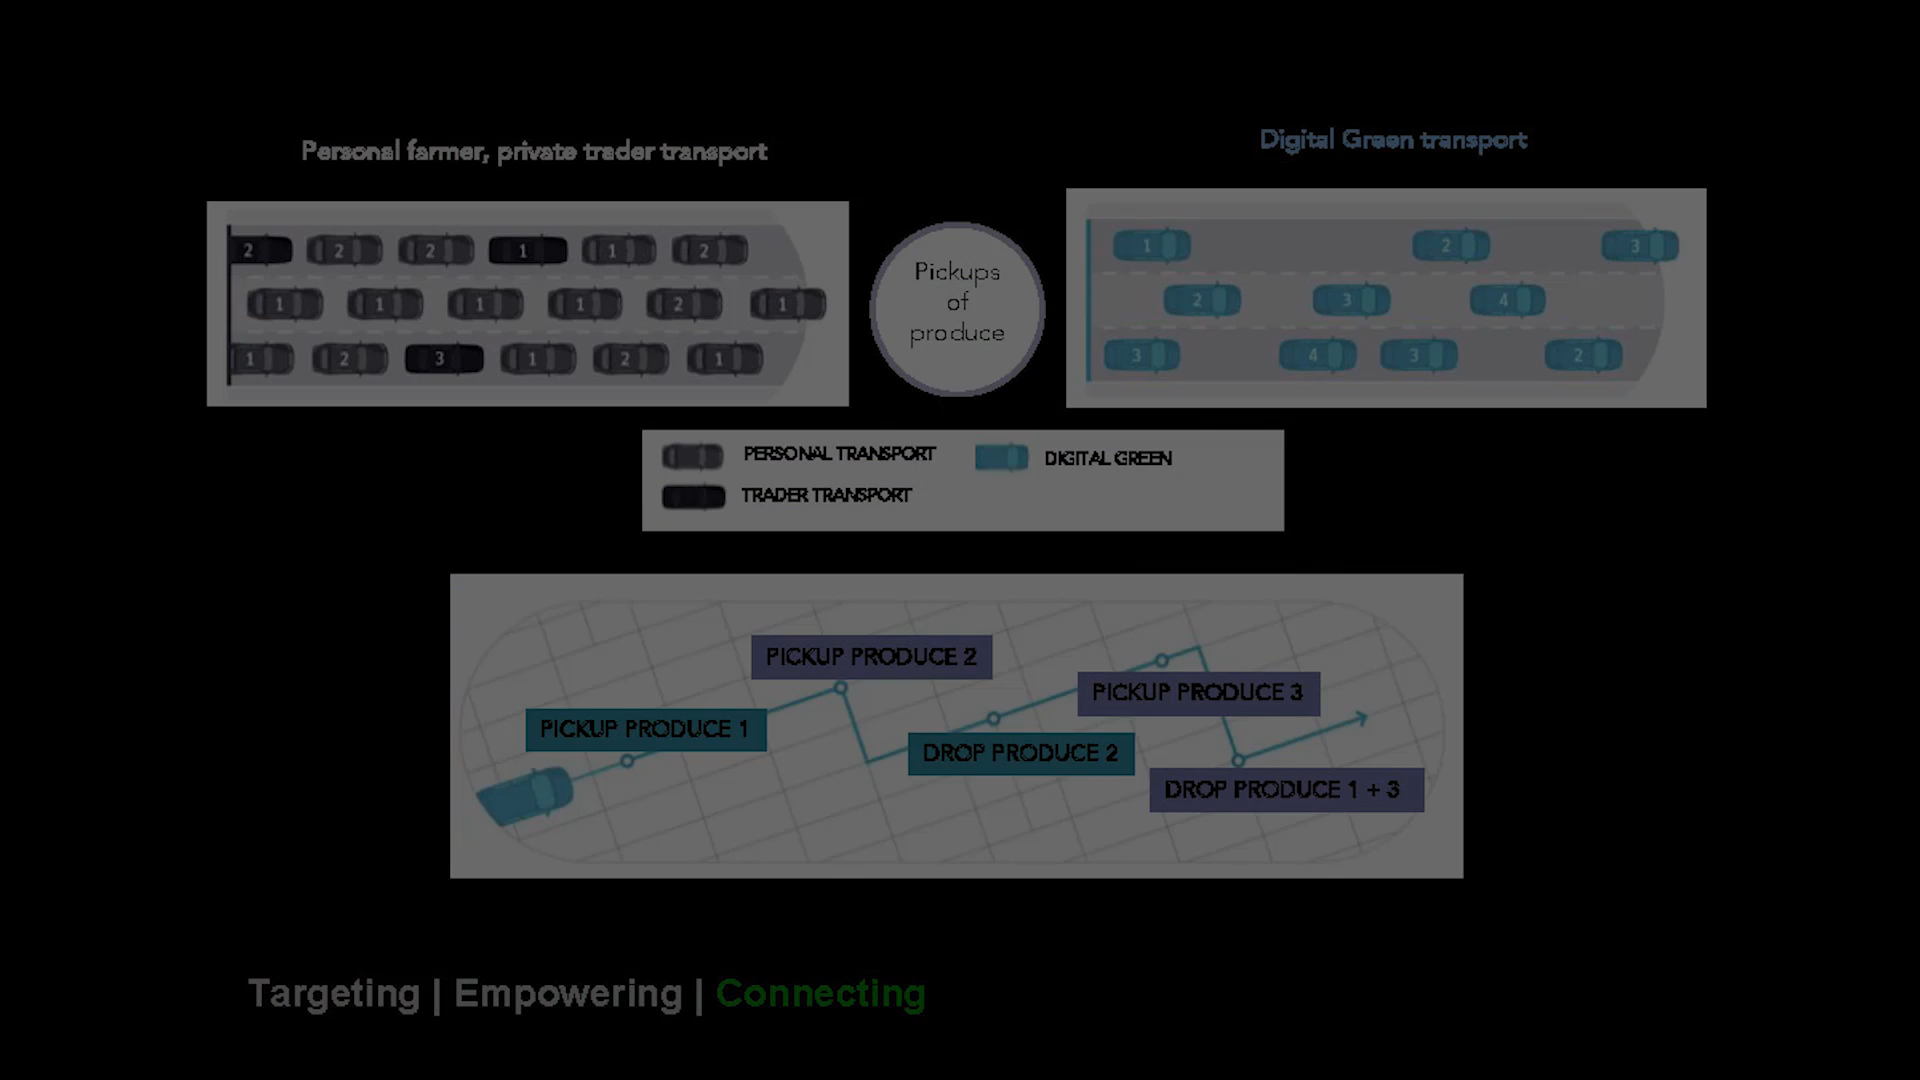 Personal farmer, private trader transport
Digital Green transport
2 2 2 1 1 2
1 1 1 1 2 1
1 2 3 1 2 1
Pickups
of
produce
1 2 3
2 3 4
3 4 3 2
PERSONAL TRANSPORT
DIGITAL GREEN
TRADER TRANSPORT
PICKUP PRODUCE 2
PICKUP PRODUCE 3
PICKUP PRODUCE 1
DROP PRODUCE 2
DROP PRODUCE 1 + 3
Targeting | Empowering | Connecting